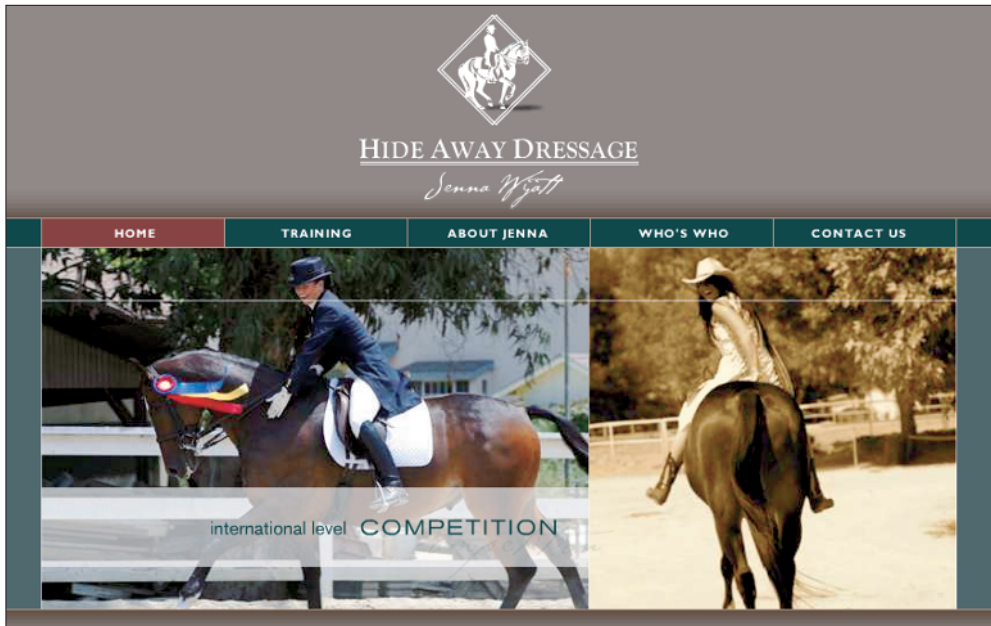 HIDE AWAY DRESSAGE
Jenna Wyatt
HOME TRAINING ABOUT JENNA WHO'S WHO CONTACT US
international level COMPETITION